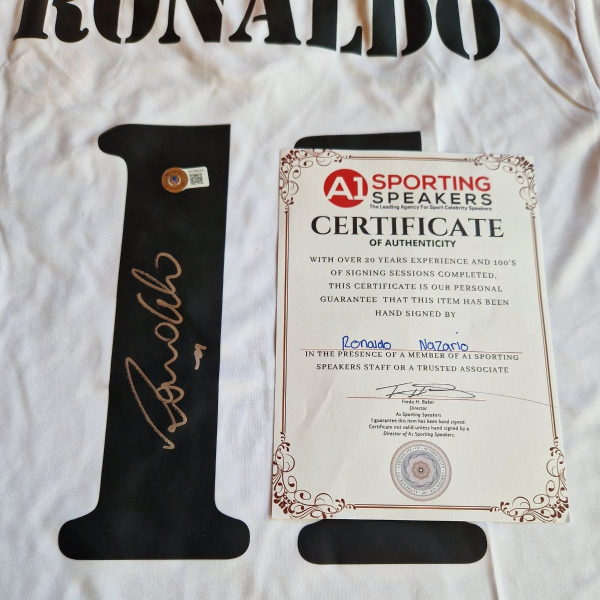 RONALDO
11
Ronaldo
A1 SPORTING
SPEAKERS
The Leading Agency For Sport Celebrity Speakers
CERTIFICATE
OF AUTHENTICITY
WITH OVER 20 YEARS EXPERIENCE AND 100'S
OF SIGNING SESSIONS COMPLETED,
THIS CERTIFICATE IS OUR PERSONAL
GUARANTEE THAT THIS ITEM HAS BEEN
HAND SIGNED BY
Ronaldo Nazario
IN THE PRESENCE OF A MEMBER OF A1 SPORTING
SPEAKERS STAFF OR A TRUSTED ASSOCIATE
Fredo H. Baker
Director
A1 Sporting Speakers
I guarantee this item has been hand signed.
Certificate not valid unless hand signed by a
Director of A1 Sporting Speakers.